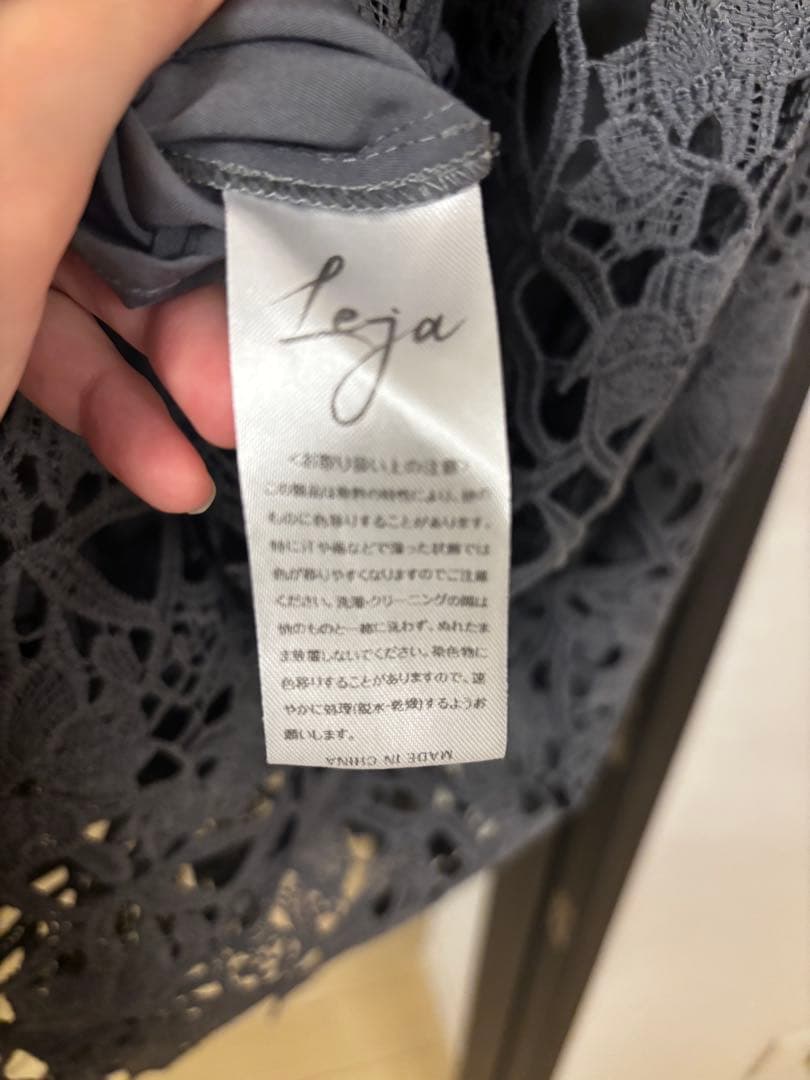 Leja
<お取り扱い上の注意>
この製品は染料の特性により、他の
ものに色移りすることがあります。
特に汗や雨などで湿った状態では
色が移りやすくなりますのでご注意
ください。洗濯・クリーニングの際は
他のものと一緒に洗わず、ぬれたま
ま放置しないでください。染色物に
色移りすることがありますので、速
やかに処理(脱水・乾燥)するようお
願いします。
MADE IN CHINA